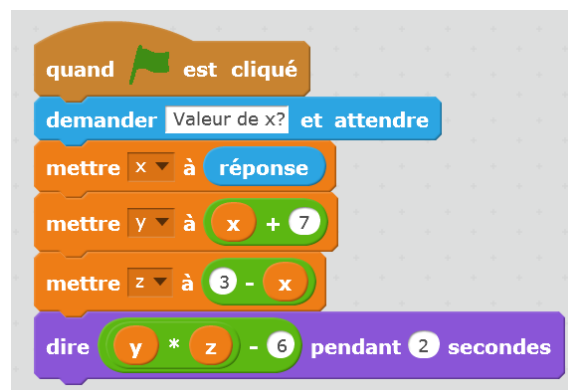 quand est cliqué
demander Valeur de x? et attendre
mettre x à réponse
mettre y à x + 7
mettre z à 3 - x
dire y * z - 6 pendant 2 secondes